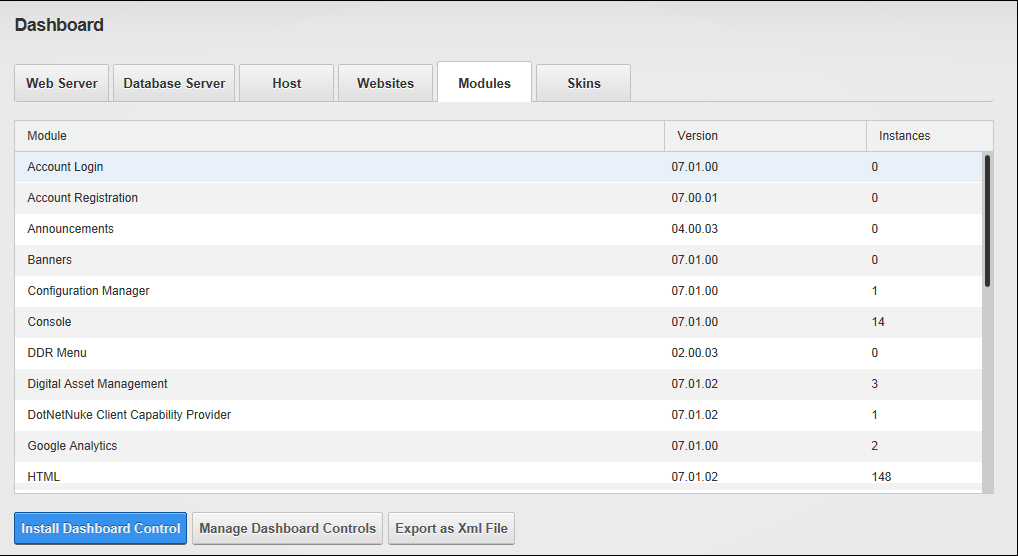 Dashboard
Web Server Database Server Host Websites Modules Skins
Module Version Instances
Account Login 07.01.00 0
Account Registration 07.00.01 0
Announcements 04.00.03 0
Banners 07.01.00 0
Configuration Manager 07.01.00 1
Console 07.01.00 14
DDR Menu 02.00.03 0
Digital Asset Management 07.01.02 3
DotNetNuke Client Capability Provider 07.01.02 1
Google Analytics 07.01.00 2
HTML 07.01.02 148
Install Dashboard Control Manage Dashboard Controls Export as Xml File